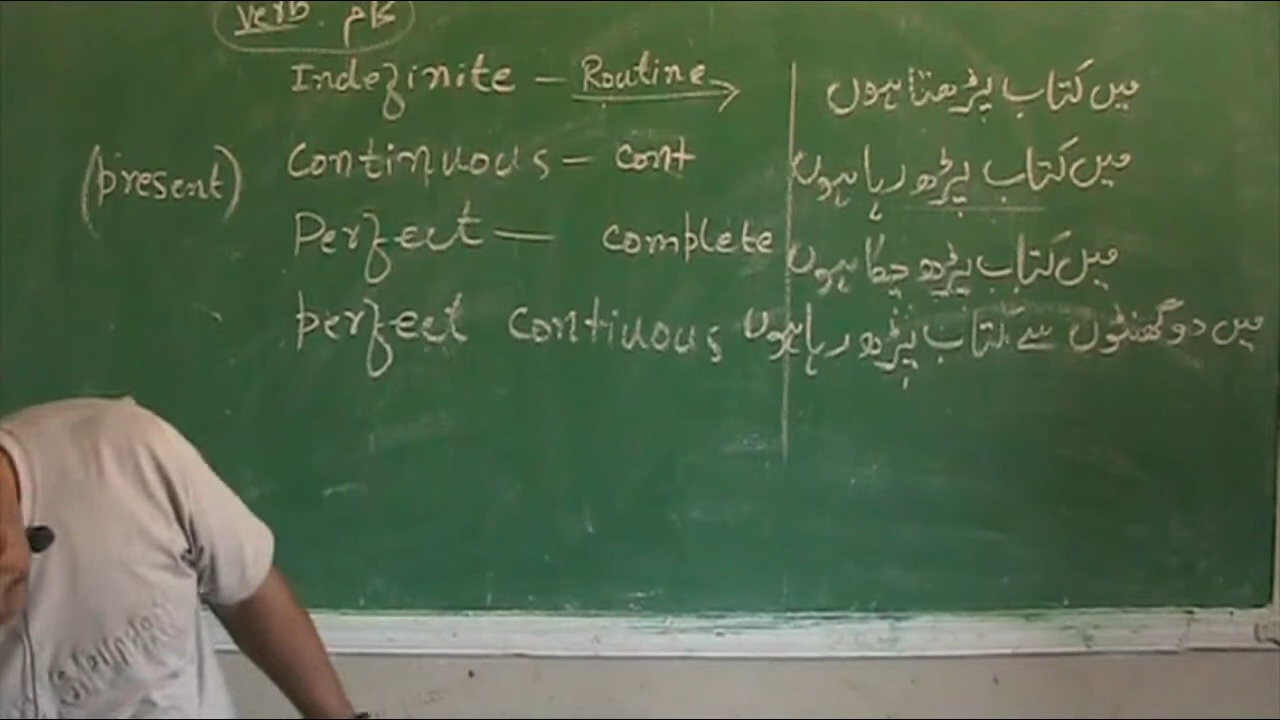 verb. کام
Indefinite — Routine → میں کتاب پڑھتا ہوں
(present)
Continuous — cont میں کتاب پڑھ رہا ہوں
Perfect — complete میں کتاب پڑھ چکا ہوں
perfect contiuous میں دو گھنٹوں سے کتاب پڑھ رہا ہوں